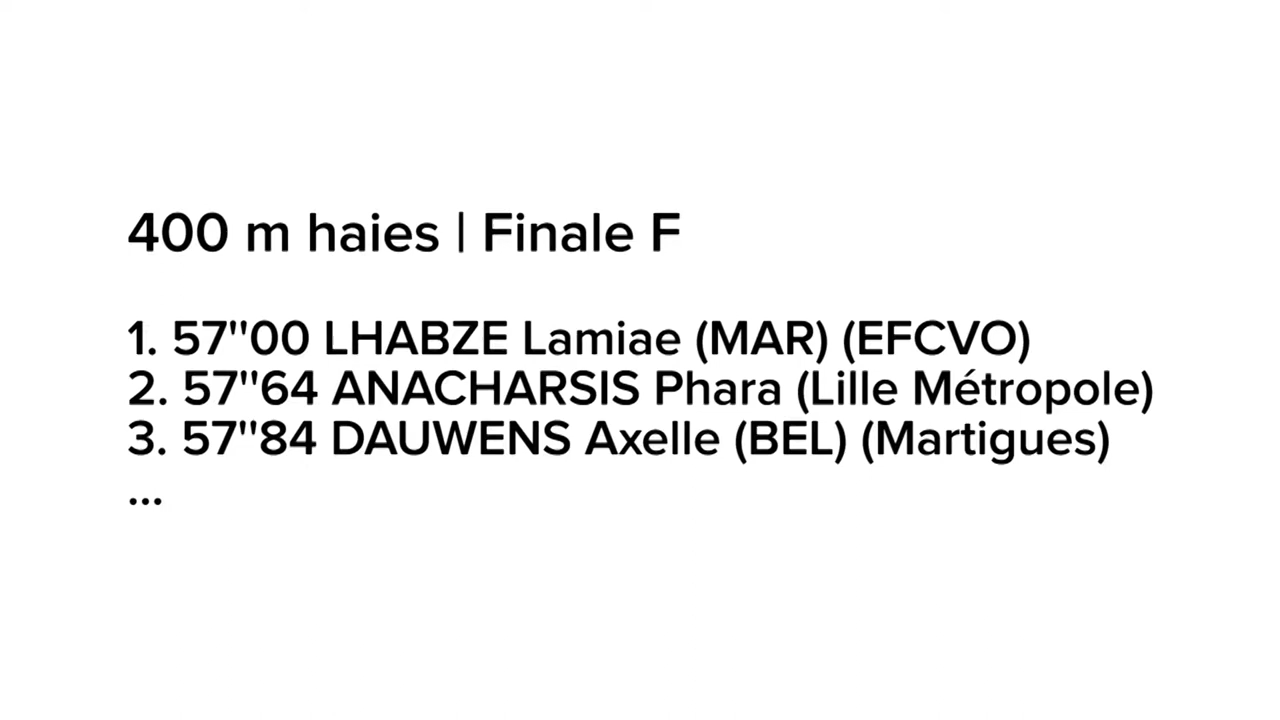 400 m haies | Finale F
1. 57''00 LHABZE Lamiae (MAR) (EFCVO)
2. 57''64 ANACHARSIS Phara (Lille Métropole)
3. 57''84 DAUWENS Axelle (BEL) (Martigues)
...